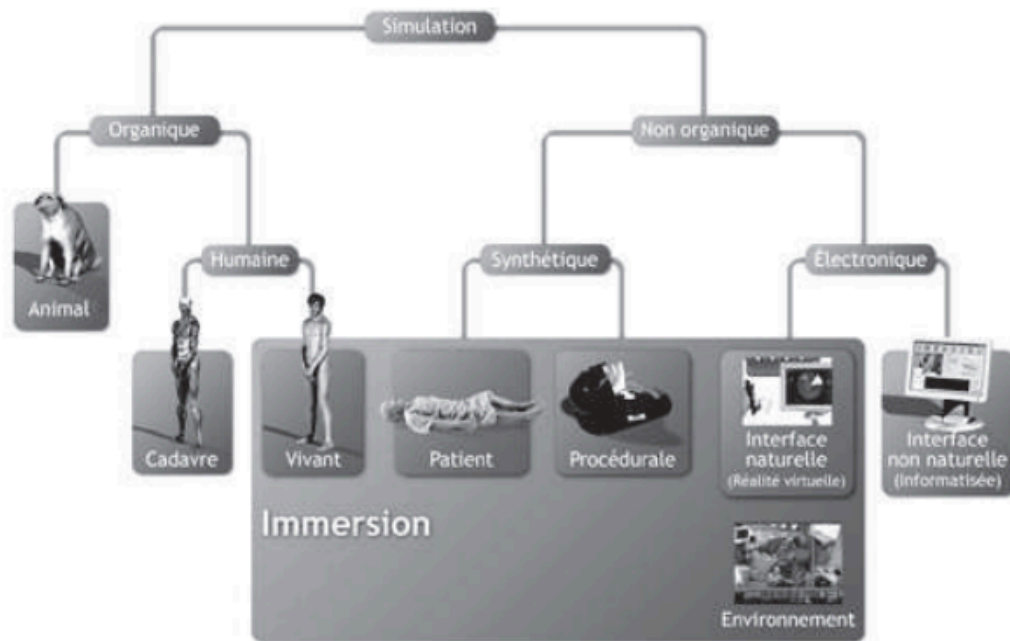 Simulation
Organique
Non organique
Humaine
Synthétique
Électronique
Animal
Cadavre
Vivant
Patient
Procédurale
Interface
naturelle
(Réalité virtuelle)
Interface
non naturelle
(Informatisée)
Immersion
Environnement